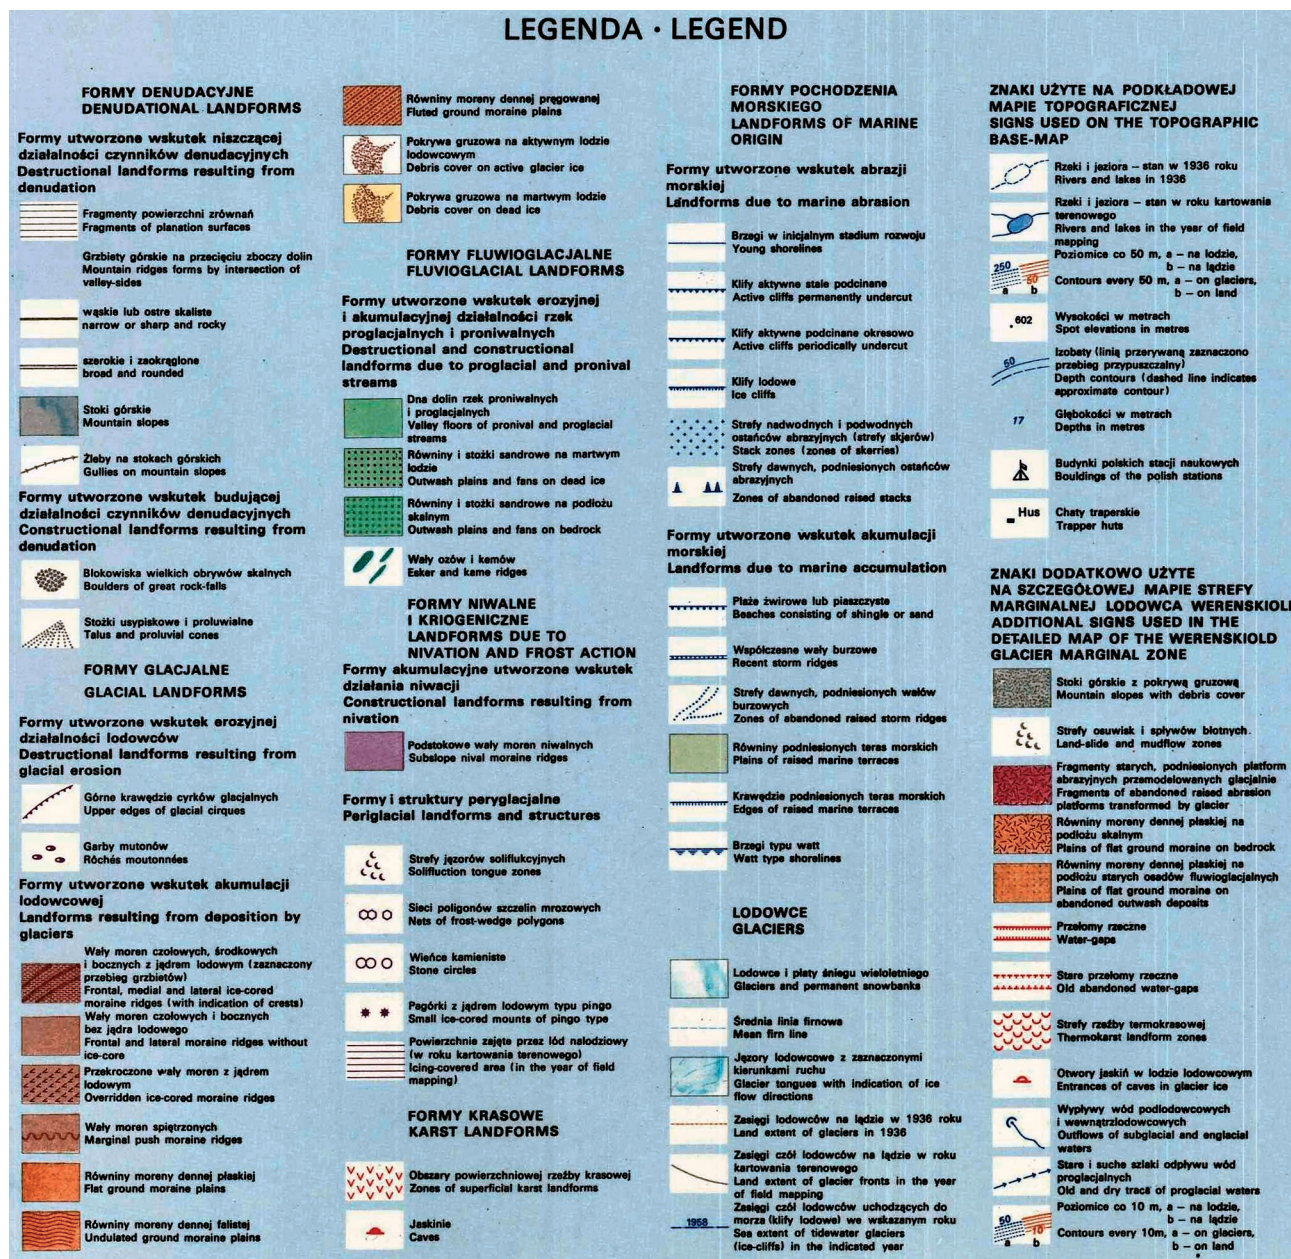 LEGENDA · LEGEND
FORMY DENUDACYJNE
DENUDATIONAL LANDFORMS
Formy utworzone wskutek niszczącej
działalności czynników denudacyjnych
Destructional landforms resulting from
denudation
Fragmenty powierzchni zrównań
Fragments of planation surfaces
Grzbiety górskie na przecięciu zboczy dolin
Mountain ridges forms by intersection of
valley-sides
wąskie lub ostre skaliste
narrow or sharp and rocky
szerokie i zaokrąglone
broad and rounded
Stoki górskie
Mountain slopes
Żleby na stokach górskich
Gullies on mountain slopes
Formy utworzone wskutek budującej
działalności czynników denudacyjnych
Constructional landforms resulting from
denudation
Blokowiska wielkich obrywów skalnych
Boulders of great rock-falls
Stożki usypiskowe i proluwialne
Talus and proluvial cones
FORMY GLACJALNE
GLACIAL LANDFORMS
Formy utworzone wskutek erozyjnej
działalności lodowców
Destructional landforms resulting from
glacial erosion
Górne krawędzie cyrków glacjalnych
Upper edges of glacial cirques
Garby mutonów
Rôchés moutonnées
Formy utworzone wskutek akumulacji
lodowcowej
Landforms resulting from deposition by
glaciers
Wały moren czołowych, środkowych
i bocznych z jądrem lodowym (zaznaczony
przebieg grzbietów)
Frontal, medial and lateral ice-cored
moraine ridges (with indication of crests)
Wały moren czołowych i bocznych
bez jądra lodowego
Frontal and lateral moraine ridges without
ice-core
Przekroczone wały moren z jądrem
lodowym
Overridden ice-cored moraine ridges
Wały moren spiętrzonych
Marginal push moraine ridges
Równiny moreny dennej płaskiej
Flat ground moraine plains
Równiny moreny dennej falistej
Undulated ground moraine plains
Równiny moreny dennej pręgowanej
Fluted ground moraine plains
Pokrywa gruzowa na aktywnym lodzie
lodowcowym
Debris cover on active glacier ice
Pokrywa gruzowa na martwym lodzie
Debris cover on dead ice
FORMY FLUWIOGLACJALNE
FLUVIOGLACIAL LANDFORMS
Formy utworzone wskutek erozyjnej
i akumulacyjnej działalności rzek
proglacjalnych i proniwalnych
Destructional and constructional
landforms due to proglacial and pronival
streams
Dna dolin rzek proniwalnych
i proglacjalnych
Valley floors of pronival and proglacial
streams
Równiny i stożki sandrowe na martwym
lodzie
Outwash plains and fans on dead ice
Równiny i stożki sandrowe na podłożu
skalnym
Outwash plains and fans on bedrock
Wały ozów i kemów
Esker and kame ridges
FORMY NIWALNE
I KRIOGENICZNE
LANDFORMS DUE TO
NIVATION AND FROST ACTION
Formy akumulacyjne utworzone wskutek
działania niwacji
Constructional landforms resulting from
nivation
Podstokowe wały moren niwalnych
Subslope nival moraine ridges
Formy i struktury peryglacjalne
Periglacial landforms and structures
Strefy jęzorów soliflukcyjnych
Solifluction tongue zones
Sieci poligonów szczelin mrozowych
Nets of frost-wedge polygons
Wieńce kamieniste
Stone circles
Pagórki z jądrem lodowym typu pingo
Small ice-cored mounts of pingo type
Powierzchnie zajęte przez lód nalodziowy
(w roku kartowania terenowego)
Icing-covered area (in the year of field
mapping)
FORMY KRASOWE
KARST LANDFORMS
Obszary powierzchniowej rzeźby krasowej
Zones of superficial karst landforms
Jaskinie
Caves
FORMY POCHODZENIA
MORSKIEGO
LANDFORMS OF MARINE
ORIGIN
Formy utworzone wskutek abrazji
morskiej
Landforms due to marine abrasion
Brzegi w inicjalnym stadium rozwoju
Young shorelines
Klify aktywne stale podcinane
Active cliffs permanently undercut
Klify aktywne podcinane okresowo
Active cliffs periodically undercut
Klify lodowe
Ice cliffs
Strefy nadwodnych i podwodnych
ostańców abrazyjnych (strefy skjerów)
Stack zones (zones of skerries)
Strefy dawnych, podniesionych ostańców
abrazyjnych
Zones of abandoned raised stacks
Formy utworzone wskutek akumulacji
morskiej
Landforms due to marine accumulation
Plaże żwirowe lub piaszczyste
Beaches consisting of shingle or sand
Współczesne wały burzowe
Recent storm ridges
Strefy dawnych, podniesionych wałów
burzowych
Zones of abandoned raised storm ridges
Równiny podniesionych teras morskich
Plains of raised marine terraces
Krawędzie podniesionych teras morskich
Edges of raised marine terraces
Brzegi typu watt
Watt type shorelines
LODOWCE
GLACIERS
Lodowce i płaty śniegu wieloletniego
Glaciers and permanent snowbanks
Średnia linia firnowa
Mean firn line
Jęzory lodowcowe z zaznaczonymi
kierunkami ruchu
Glacier tongues with indication of ice
flow directions
Zasięgi lodowców na lądzie w 1936 roku
Land extent of glaciers in 1936
Zasięgi czół lodowców na lądzie w roku
kartowania terenowego
Land extent of glacier fronts in the year
of field mapping
1958
Zasięgi czół lodowców uchodzących do
morza (klify lodowe) we wskazanym roku
Sea extent of tidewater glaciers
(ice-cliffs) in the indicated year
ZNAKI UŻYTE NA PODKŁADOWEJ
MAPIE TOPOGRAFICZNEJ
SIGNS USED ON THE TOPOGRAPHIC
BASE-MAP
Rzeki i jeziora – stan w 1936 roku
Rivers and lakes in 1936
Rzeki i jeziora – stan w roku kartowania
terenowego
Rivers and lakes in the year of field
mapping
250
50
a b
Poziomice co 50 m, a – na lodzie,
b – na lądzie
Contours every 50 m, a – on glaciers,
b – on land
602
Wysokości w metrach
Spot elevations in metres
50
Izobaty (linią przerywaną zaznaczono
przebieg przypuszczalny)
Depth contours (dashed line indicates
approximate contour)
17
Głębokości w metrach
Depths in metres
Budynki polskich stacji naukowych
Bouldings of the polish stations
Hus
Chaty traperskie
Trapper huts
ZNAKI DODATKOWO UŻYTE
NA SZCZEGÓŁOWEJ MAPIE STREFY
MARGINALNEJ LODOWCA WERENSKIOLD
ADDITIONAL SIGNS USED IN THE
DETAILED MAP OF THE WERENSKIOLD
GLACIER MARGINAL ZONE
Stoki górskie z pokrywą gruzową
Mountain slopes with debris cover
Strefy osuwisk i spływów błotnych
Land-slide and mudflow zones
Fragmenty starych, podniesionych platform
abrazyjnych przemodelowanych glacjalnie
Fragments of abandoned raised abrasion
platforms transformed by glacier
Równiny moreny dennej płaskiej na
podłożu skalnym
Plains of flat ground moraine on bedrock
Równiny moreny dennej płaskiej na
podłożu starych osadów fluwioglacjalnych
Plains of flat ground moraine on
abandoned outwash deposits
Przełomy rzeczne
Water-gaps
Stare przełomy rzeczne
Old abandoned water-gaps
Strefy rzeźby termokrasowej
Thermokarst landform zones
Otwory jaskiń w lodzie lodowcowym
Entrances of caves in glacier ice
Wypływy wód podlodowcowych
i wewnątrzlodowcowych
Outflows of subglacial and englacial
waters
Stare i suche szlaki odpływu wód
proglacjalnych
Old and dry tracs of proglacial waters
50
10
a b
Poziomice co 10 m, a – na lodzie,
b – na lądzie
Contours every 10m, a – on glaciers,
b – on land